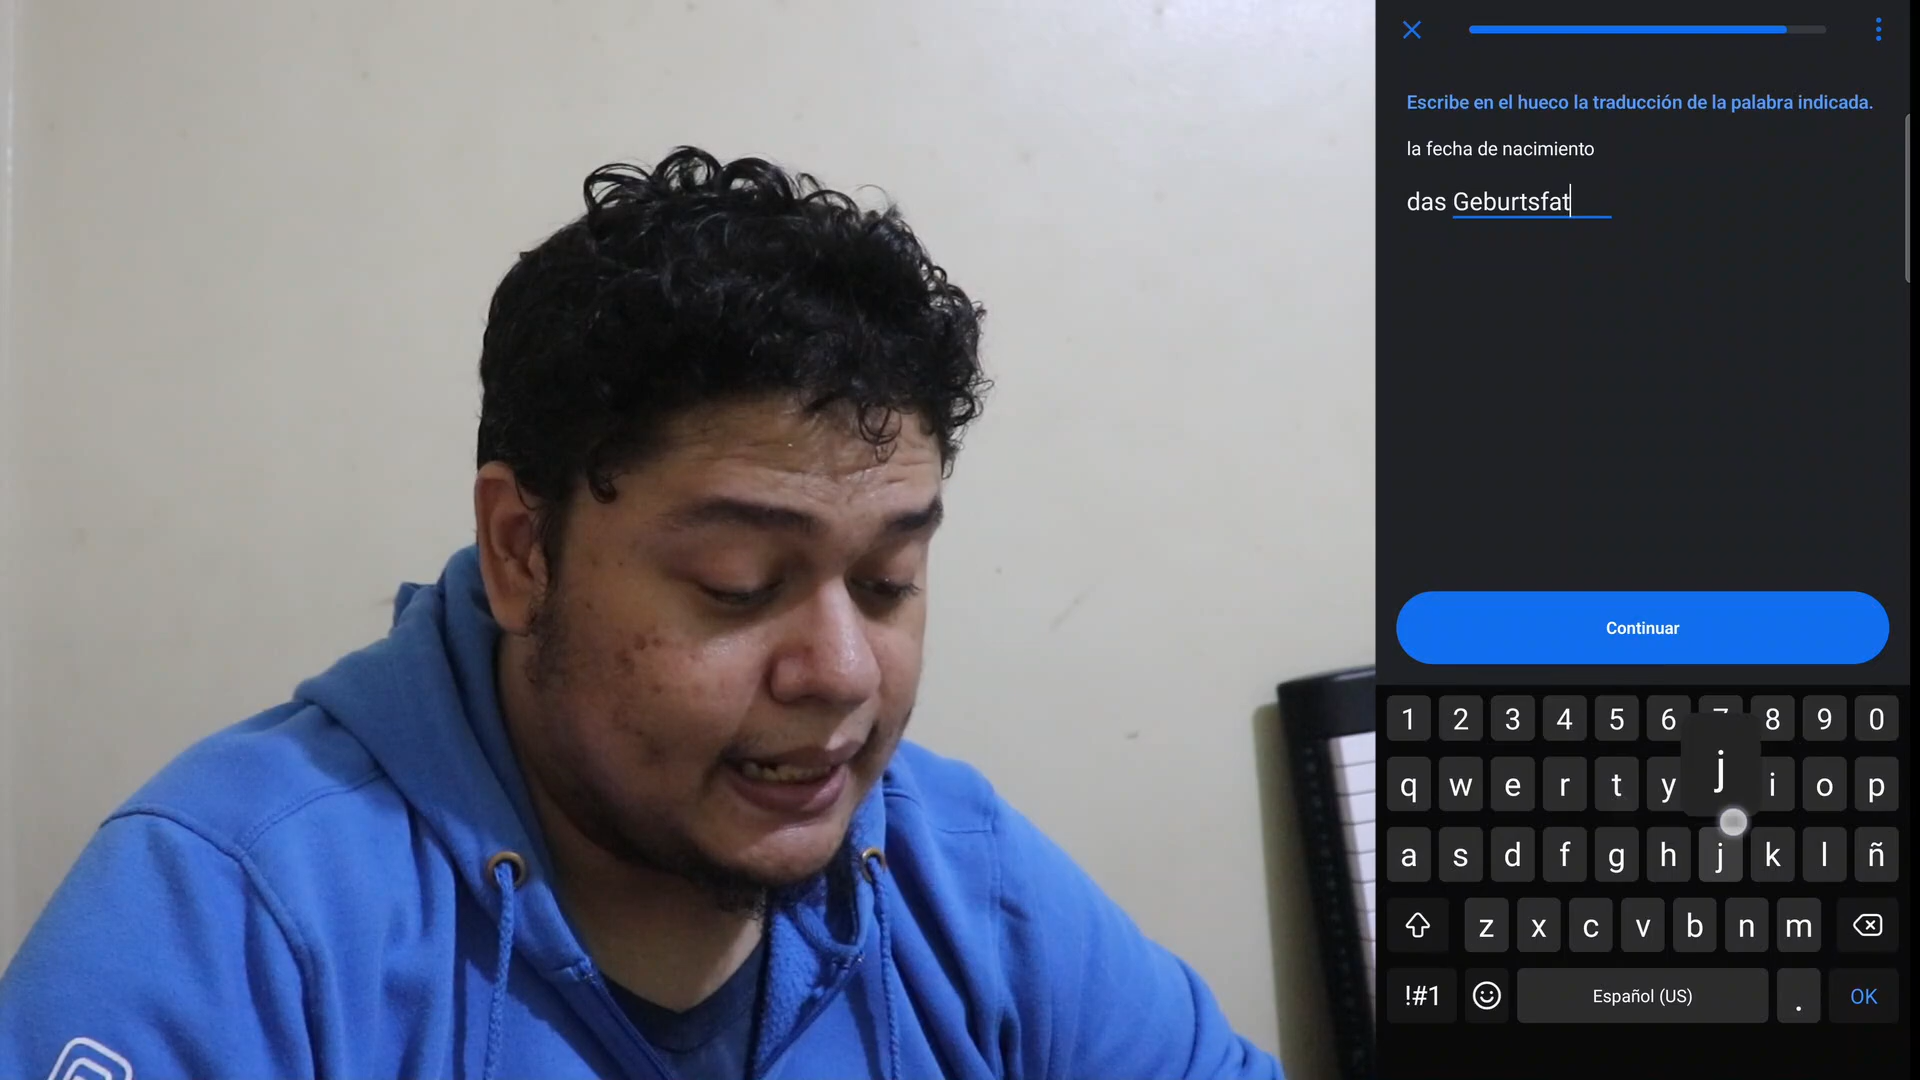 Escribe en el hueco la traducción de la palabra indicada.
la fecha de nacimiento
das Geburtsfat
Continuar
1 2 3 4 5 6 7 8 9 0
j
q w e r t y i o p
a s d f g h j k l ñ
z x c v b n m
!#1 Español (US) . OK